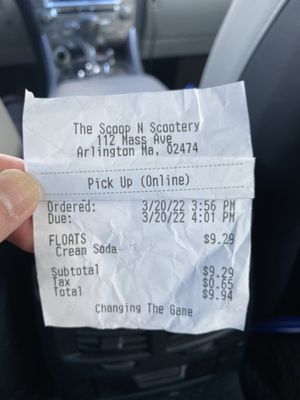 The Scoop N Scootery
112 Mass Ave
Arlington Ma, 02474
Pick Up (Online)
Ordered: 3/20/22 3:56 PM
Due: 3/20/22 4:01 PM
FLOATS $9.29
Cream Soda
Subtotal $9.29
Tax $0.65
Total $9.94
Changing The Game